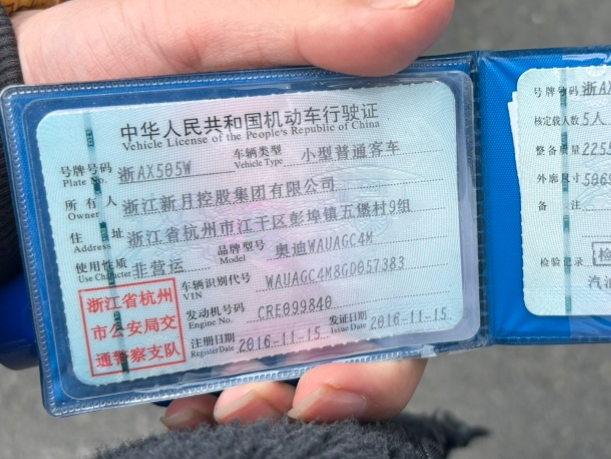 中华人民共和国机动车行驶证
Vehicle License of the People's Republic of China
号牌号码 浙AX505W 车辆类型 小型普通客车
Plate No. Vehicle Type
所有人 浙江新月控股集团有限公司
Owner
住址 浙江省杭州市江干区彭埠镇五堡村9组
Address
使用性质 非营运 品牌型号 奥迪WAUAGC4M
Use Character Model
浙江省杭州
市公安局交
通警察支队
车辆识别代号 WAUAGC4M8GD057383
VIN
发动机号码 CRE099840
Engine No.
注册日期 2016-11-15 发证日期 2016-11-15
Register Date Issue Date
号牌号码 浙AX
核定载人数 5人
整备质量 2255
外廓尺寸 506
备注
检验记录 检
汽油